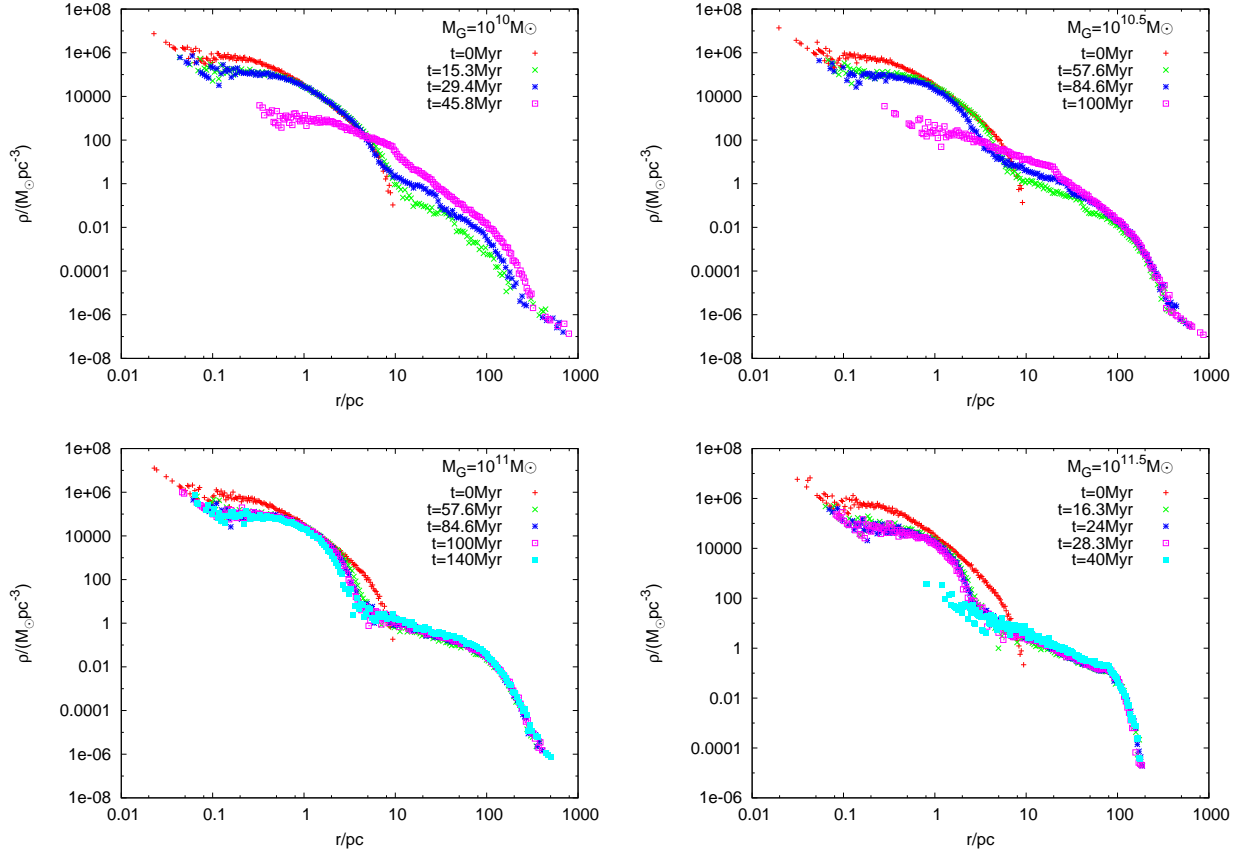 M_G=10^10M⊙
t=0Myr
t=15.3Myr
t=29.4Myr
t=45.8Myr
1e+08
1e+06
10000
100
1
0.01
0.0001
1e-06
1e-08
ρ/(M⊙pc^-3)
0.01 0.1 1 10 100 1000
r/pc
M_G=10^10.5M⊙
t=0Myr
t=57.6Myr
t=84.6Myr
t=100Myr
1e+08
1e+06
10000
100
1
0.01
0.0001
1e-06
1e-08
ρ/(M⊙pc^-3)
0.01 0.1 1 10 100 1000
r/pc
M_G=10^11M⊙
t=0Myr
t=57.6Myr
t=84.6Myr
t=100Myr
t=140Myr
1e+08
1e+06
10000
100
1
0.01
0.0001
1e-06
1e-08
ρ/(M⊙pc^-3)
0.01 0.1 1 10 100 1000
r/pc
M_G=10^11.5M⊙
t=0Myr
t=16.3Myr
t=24Myr
t=28.3Myr
t=40Myr
1e+08
1e+06
10000
100
1
0.01
0.0001
1e-06
ρ/(M⊙pc^-3)
0.01 0.1 1 10 100 1000
r/pc